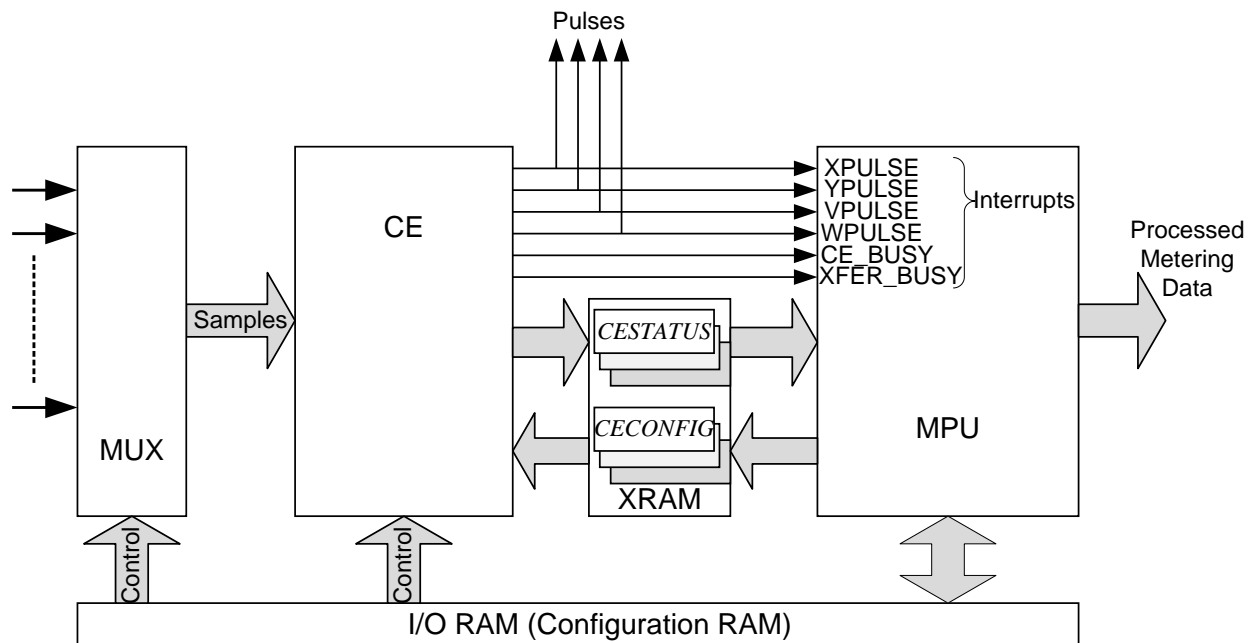 Pulses
XPULSE
YPULSE
VPULSE
WPULSE
CE_BUSY
XFER_BUSY
Interrupts
Processed
Metering
Data
CE
Samples
CESTATUS
CECONFIG
XRAM
MUX
MPU
Control
Control
I/O RAM (Configuration RAM)